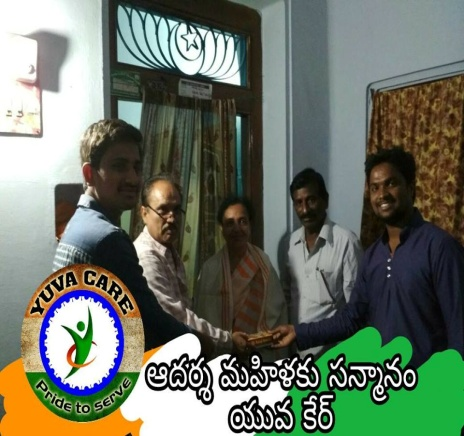 YUVA CARE
Pride to serve
ఆదర్శ మహిళకు సన్మానం
యువ కేర్